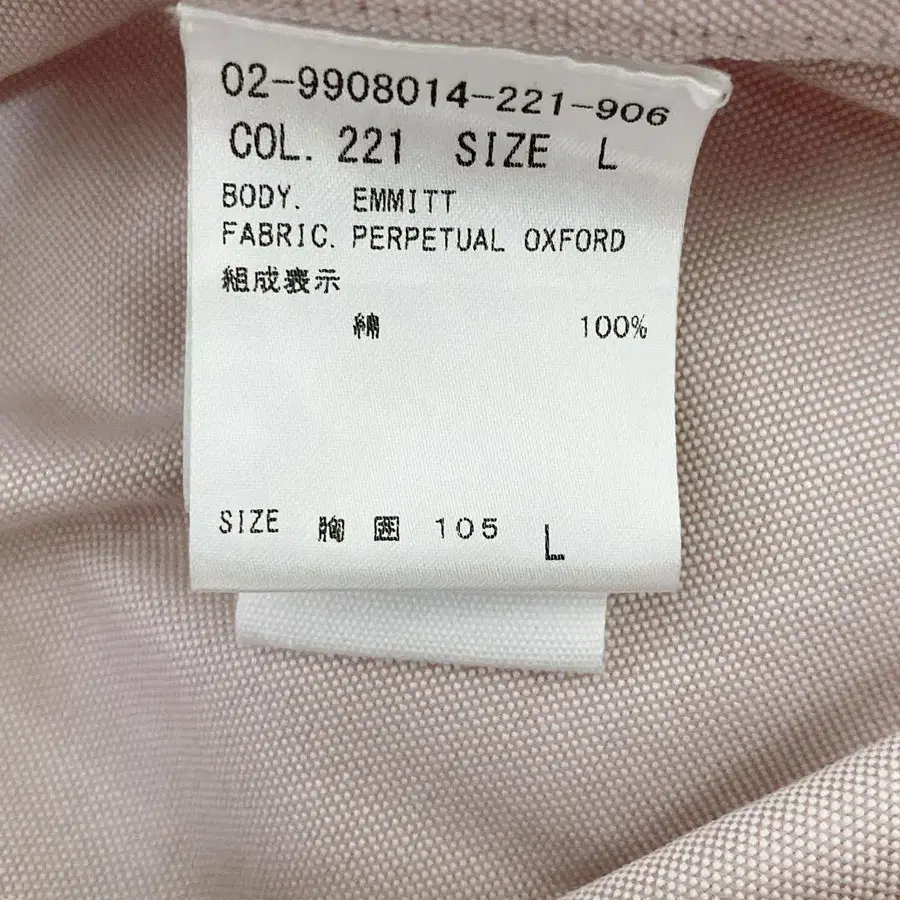 02-9908014-221-906
COL. 221 SIZE L
BODY. EMMITT
FABRIC. PERPETUAL OXFORD
組成表示
綿 100%
SIZE 胸囲 105 L